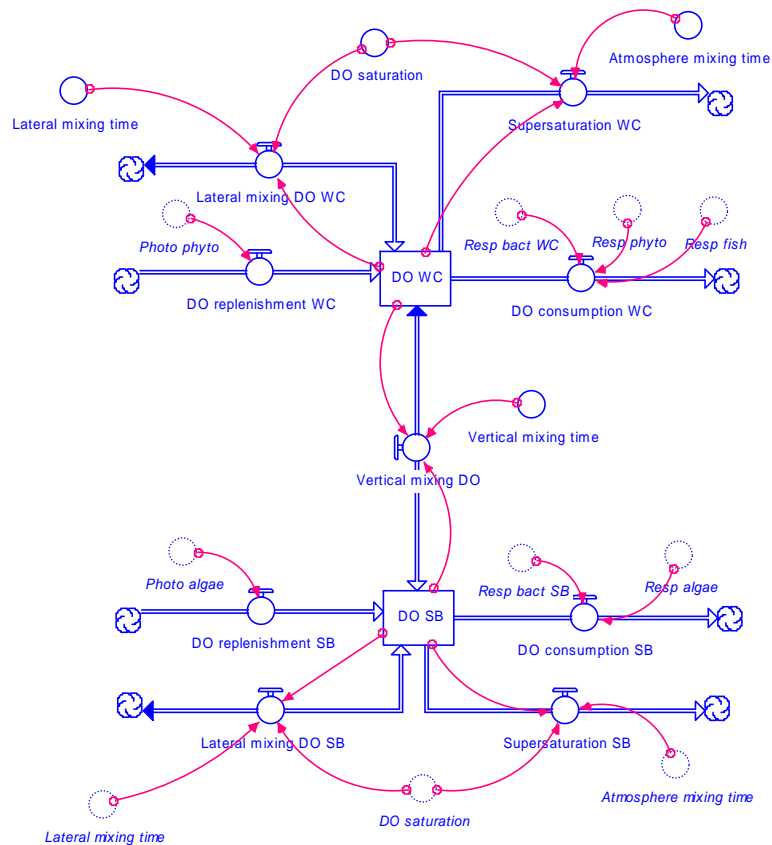 Atmosphere mixing time
DO saturation
Lateral mixing time
Supersaturation WC
Lateral mixing DO WC
Photo phyto
Resp bact WC
Resp phyto
Resp fish
DO WC
DO replenishment WC
DO consumption WC
Vertical mixing time
Vertical mixing DO
Photo algae
Resp bact SB
Resp algae
DO SB
DO replenishment SB
DO consumption SB
Lateral mixing DO SB
Supersaturation SB
Atmosphere mixing time
DO saturation
Lateral mixing time